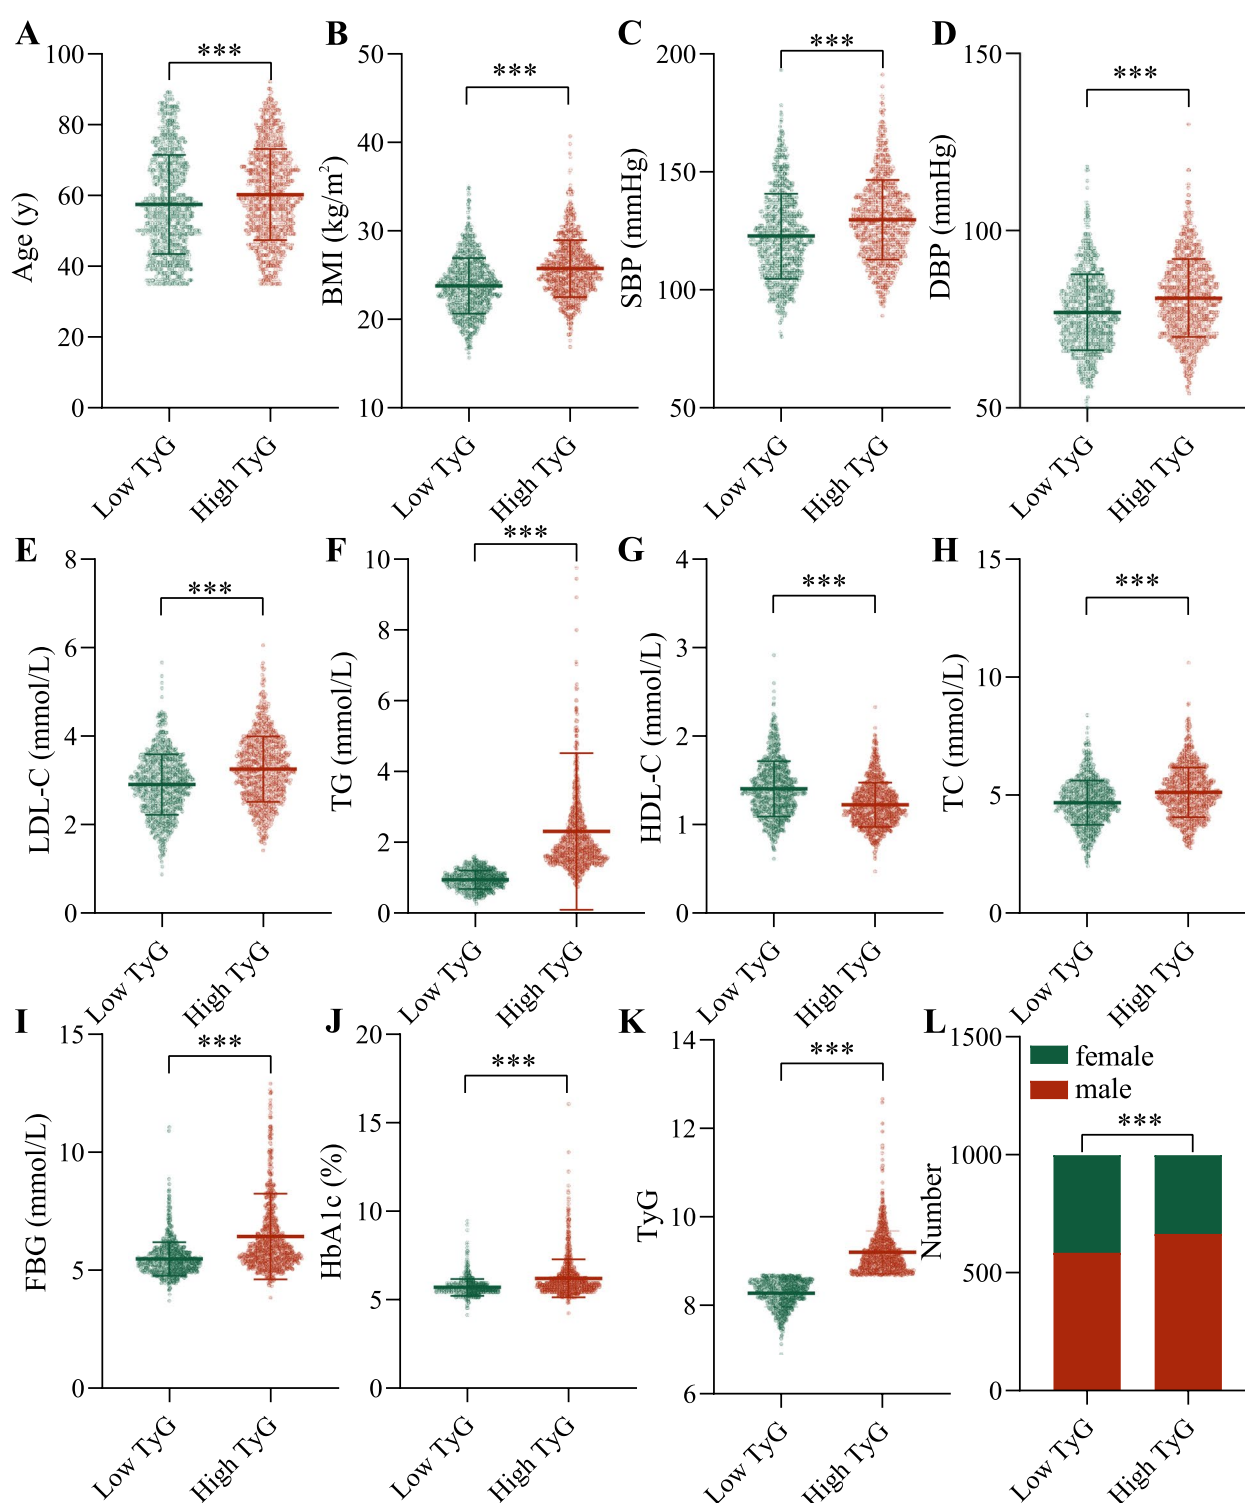 A
Age (y)
100
80
60
40
20
0
***
Low TyG
High TyG
B
BMI (kg/m²)
50
40
30
20
10
***
Low TyG
High TyG
C
SBP (mmHg)
200
150
100
50
***
Low TyG
High TyG
D
DBP (mmHg)
150
100
50
***
Low TyG
High TyG
E
LDL-C (mmol/L)
8
6
4
2
0
***
Low TyG
High TyG
F
TG (mmol/L)
10
8
6
4
2
0
***
Low TyG
High TyG
G
HDL-C (mmol/L)
4
3
2
1
0
***
Low TyG
High TyG
H
TC (mmol/L)
15
10
5
0
***
Low TyG
High TyG
I
FBG (mmol/L)
15
10
5
0
***
Low TyG
High TyG
J
HbA1c (%)
20
15
10
5
0
***
Low TyG
High TyG
K
TyG
14
12
10
8
6
***
Low TyG
High TyG
L
Number
1500
1000
500
0
female
male
***
Low TyG
High TyG